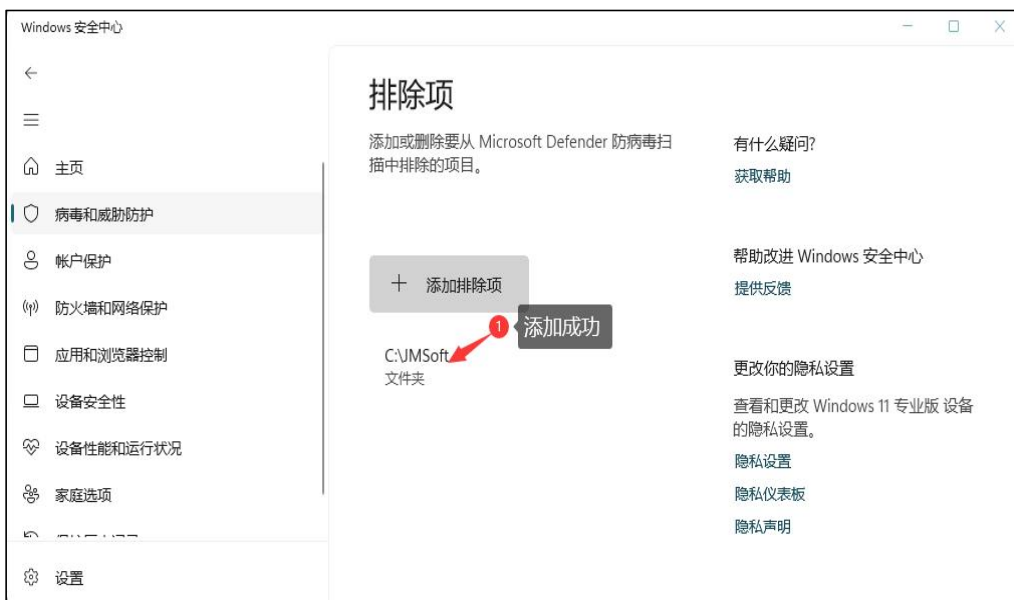 Windows 安全中心
主页
病毒和威胁防护
帐户保护
防火墙和网络保护
应用和浏览器控制
设备安全性
设备性能和运行状况
家庭选项
设置
排除项
添加或删除要从 Microsoft Defender 防病毒扫
描中排除的项目。
添加排除项
1 添加成功
C:\JMSoft
文件夹
有什么疑问?
获取帮助
帮助改进 Windows 安全中心
提供反馈
更改你的隐私设置
查看和更改 Windows 11 专业版 设备
的隐私设置。
隐私设置
隐私仪表板
隐私声明